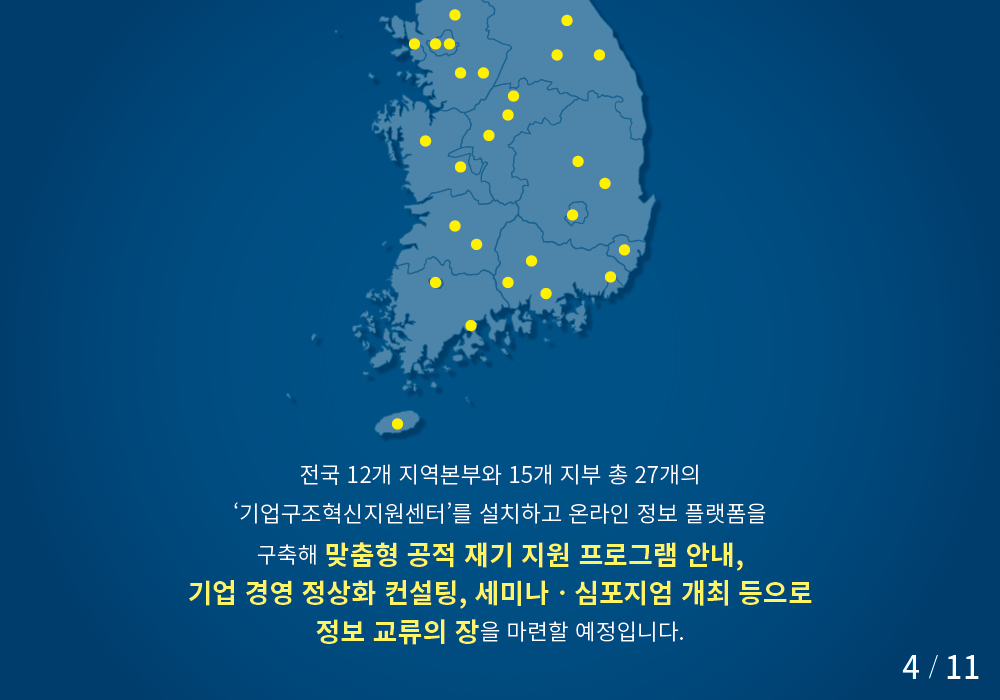 전국 12개 지역본부와 15개 지부 총 27개의
‘기업구조혁신지원센터’를 설치하고 온라인 정보 플랫폼을
구축해 맞춤형 공적 재기 지원 프로그램 안내,
기업 경영 정상화 컨설팅, 세미나 · 심포지엄 개최 등으로
정보 교류의 장을 마련할 예정입니다.
4 / 11